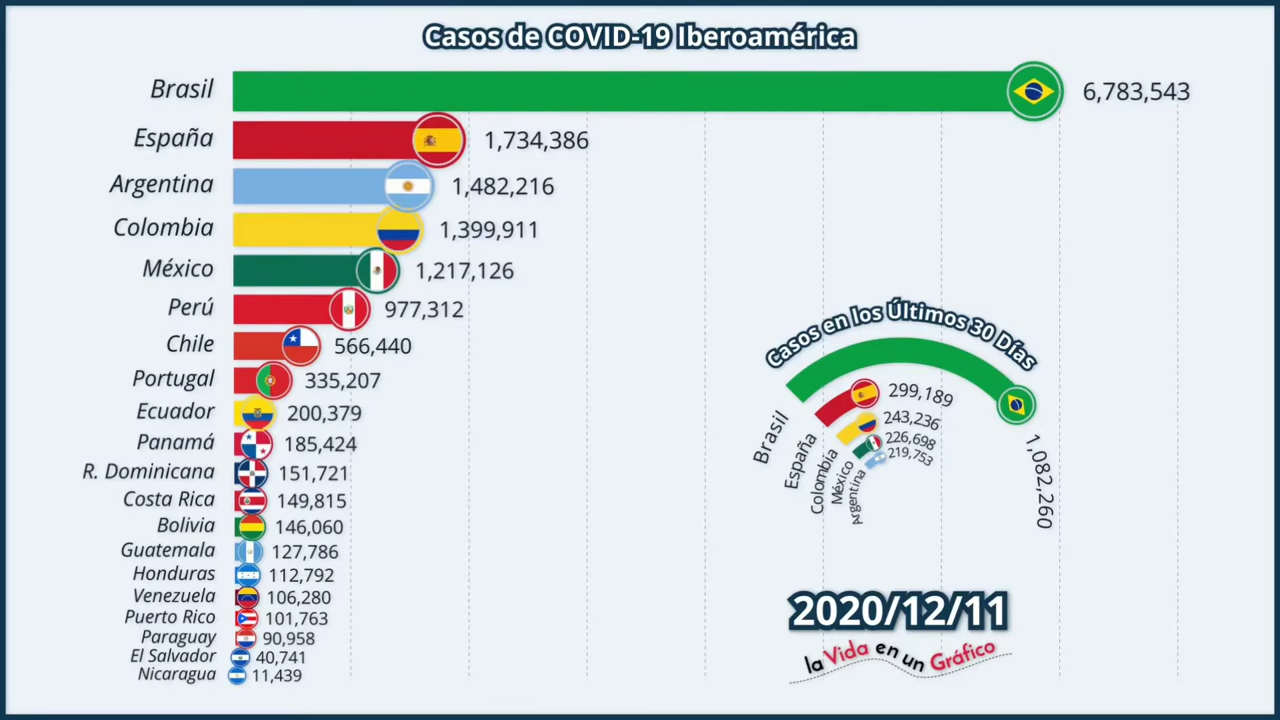 Casos de COVID-19 Iberoamérica
Brasil 6,783,543
España 1,734,386
Argentina 1,482,216
Colombia 1,399,911
México 1,217,126
Perú 977,312
Chile 566,440
Portugal 335,207
Ecuador 200,379
Panamá 185,424
R. Dominicana 151,721
Costa Rica 149,815
Bolivia 146,060
Guatemala 127,786
Honduras 112,792
Venezuela 106,280
Puerto Rico 101,763
Paraguay 90,958
El Salvador 40,741
Nicaragua 11,439
Casos en los Últimos 30 Días
Brasil 1,082,260
España 299,189
Colombia 243,236
México 226,698
Argentina 219,753
2020/12/11
la Vida en un Gráfico